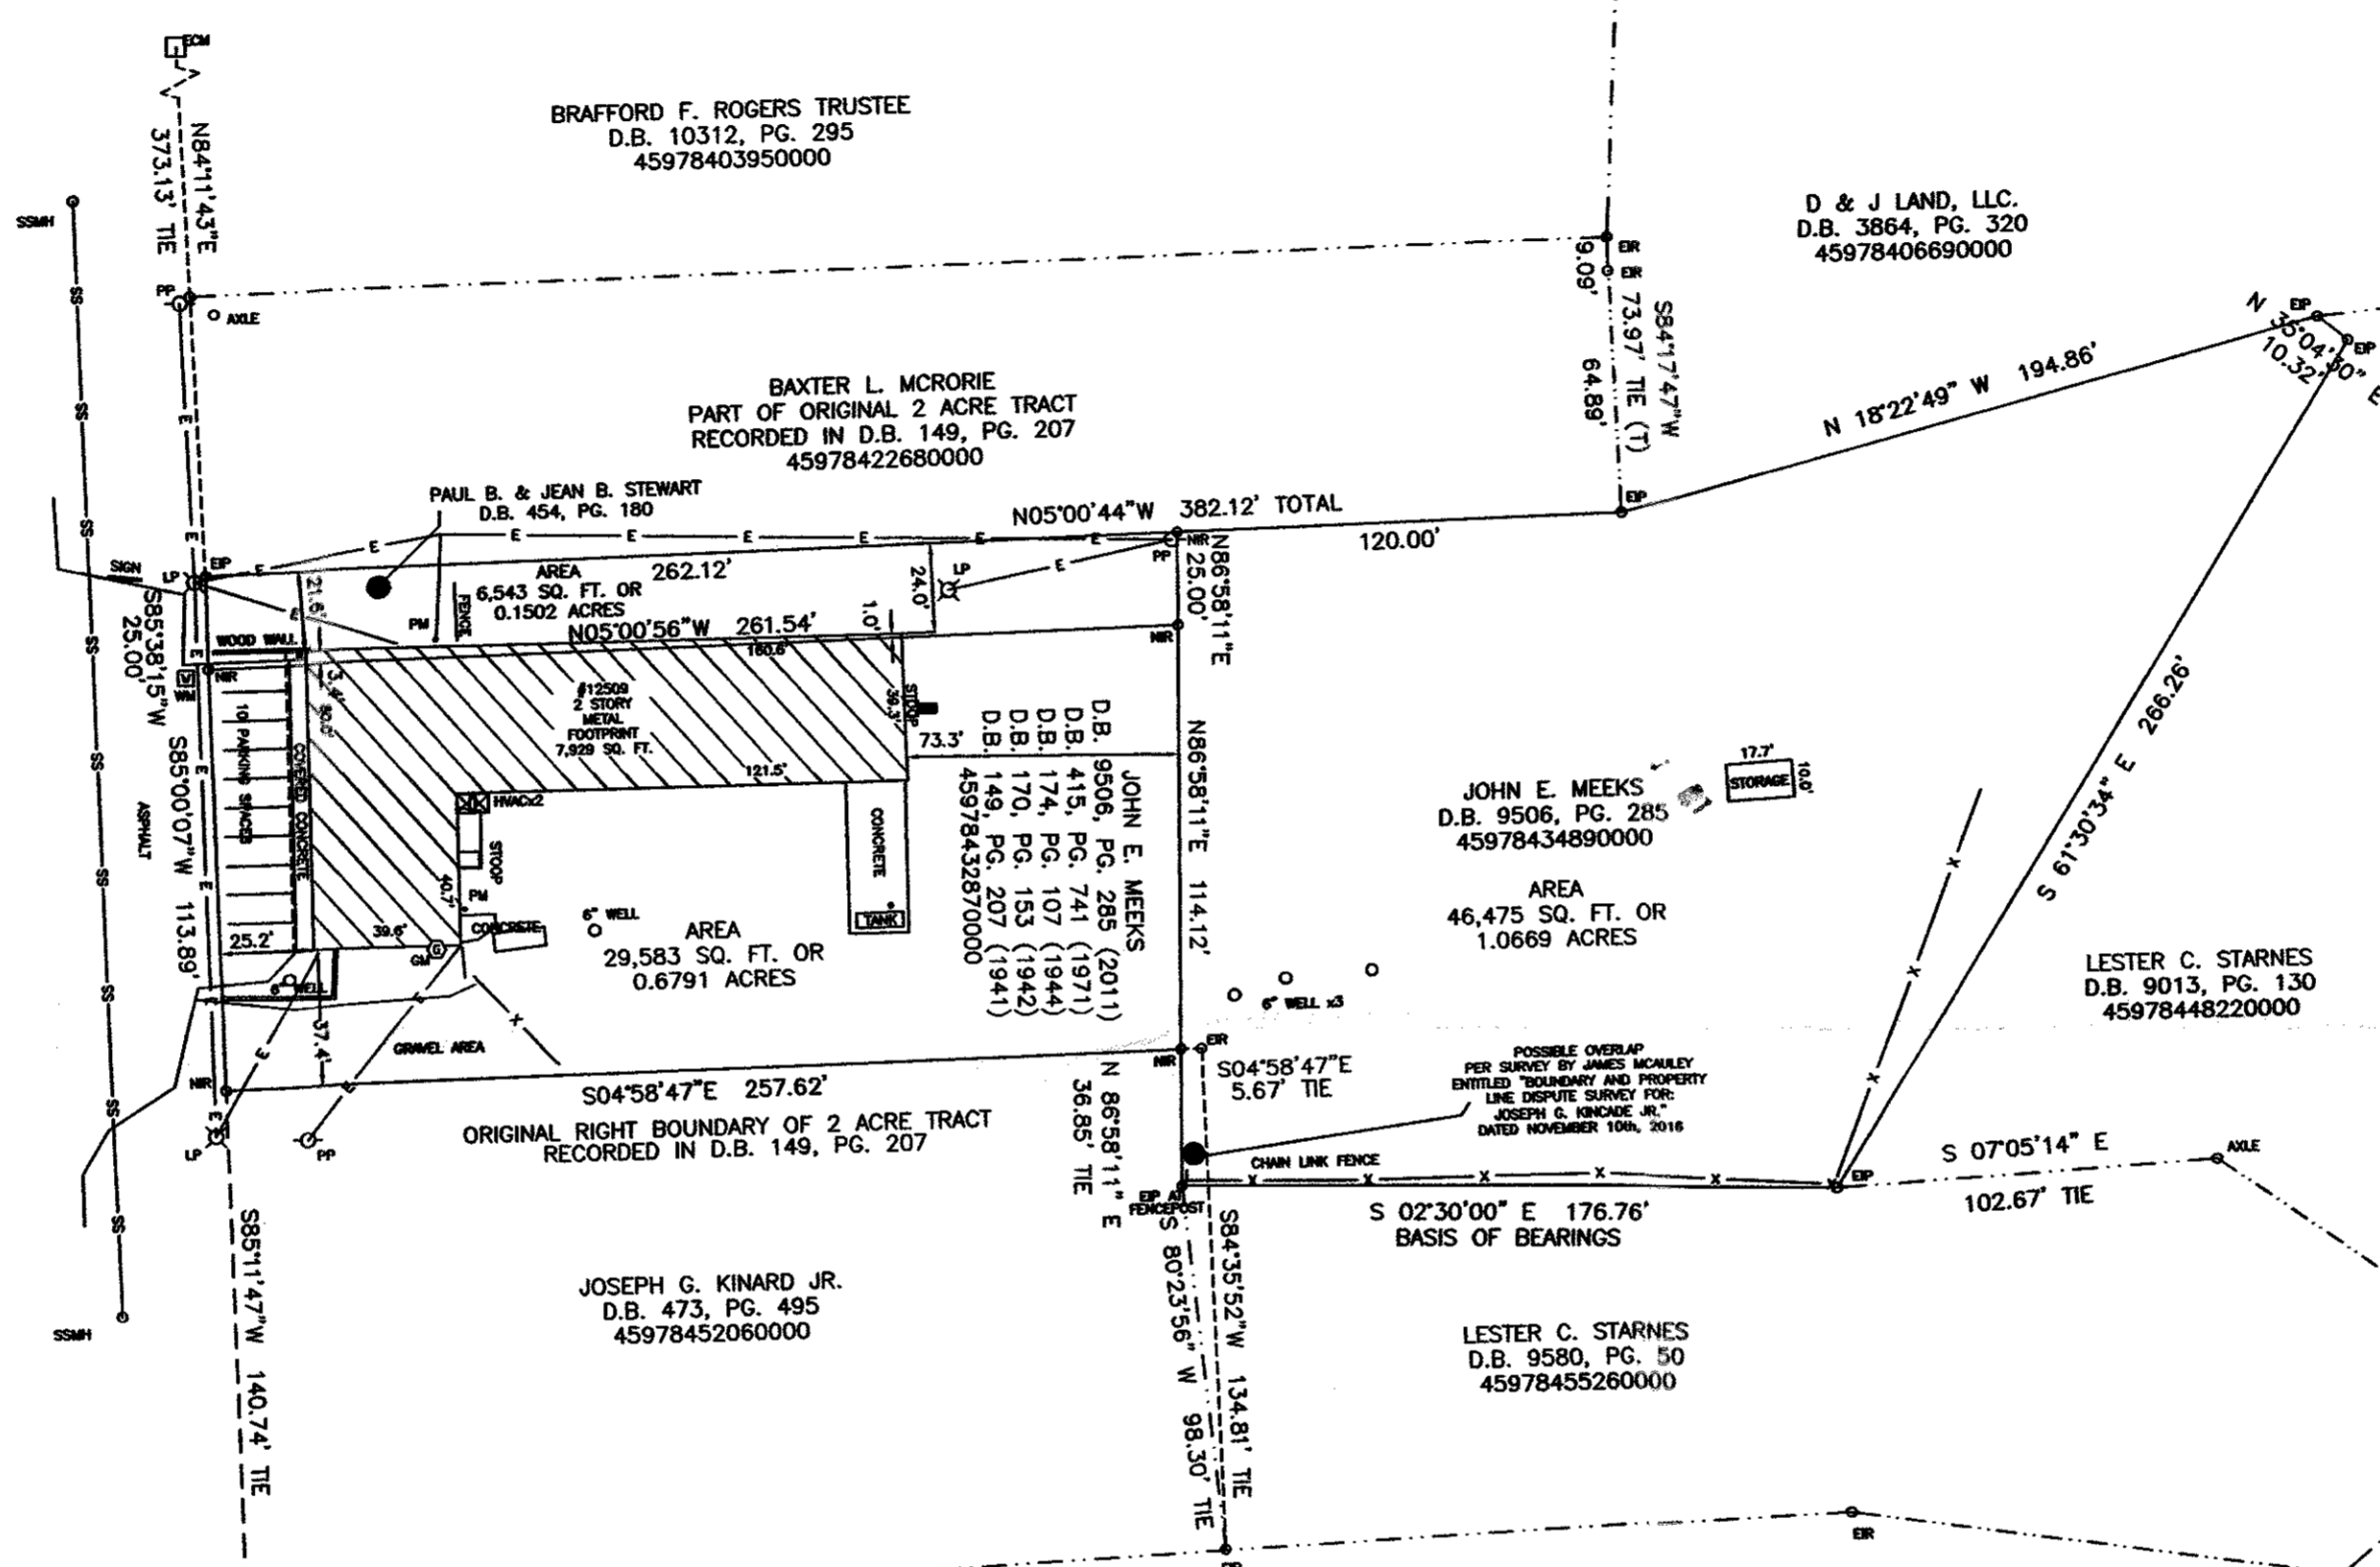 ECM
N84°11'43"E
373.13' TIE
SSMH
BRAFFORD F. ROGERS TRUSTEE
D.B. 10312, PG. 295
45978403950000
D & J LAND, LLC.
D.B. 3864, PG. 320
45978406690000
PP
AXLE
EIR
9.09'
EIR
S84°17'47"W
73.97' TIE (T)
64.89'
EIP
N 35°04'30" E
10.32'
EIP
N 18°22'49" W 194.86'
BAXTER L. MCRORIE
PART OF ORIGINAL 2 ACRE TRACT
RECORDED IN D.B. 149, PG. 207
45978422680000
PAUL B. & JEAN B. STEWART
D.B. 454, PG. 180
N05°00'44"W 382.12' TOTAL
120.00'
EIP
SIGN
LP
EIP
21.6'
AREA
6,543 SQ. FT. OR
0.1502 ACRES
262.12'
24.0'
LP
PP
NIR
N86°58'11"E
25.00'
PM
FENCE
N05°00'56"W 261.54'
1.0'
NIR
S85°38'15"W
25.00'
WOOD WALL
WM
NIR
3.4'
160.6'
#12509
2 STORY
METAL
FOOTPRINT
7,929 SQ. FT.
39.3'
STOOP
73.3'
121.5'
10 PARKING SPACES
COVERED CONCRETE
ASPHALT
S85°00'07"W 113.89'
HVACx2
STOOP
40.7'
PM
CONCRETE
39.6'
GM
G
25.2'
6" WELL
6" WELL
CONCRETE
TANK
AREA
29,583 SQ. FT. OR
0.6791 ACRES
JOHN E. MEEKS
D.B. 9506, PG. 285 (2011)
D.B. 415, PG. 741 (1971)
D.B. 174, PG. 107 (1944)
D.B. 170, PG. 153 (1942)
D.B. 149, PG. 207 (1941)
45978432870000
N86°58'11"E 114.12'
JOHN E. MEEKS
D.B. 9506, PG. 285
45978434890000
17.7'
STORAGE
10.0'
AREA
46,475 SQ. FT. OR
1.0669 ACRES
S 61°30'34" E 266.26'
LESTER C. STARNES
D.B. 9013, PG. 130
45978448220000
6" WELL x3
37.4'
GRAVEL AREA
NIR
S04°58'47"E 257.62'
NIR
EIR
S04°58'47"E
5.67' TIE
POSSIBLE OVERLAP
PER SURVEY BY JAMES MCAULEY
ENTITLED "BOUNDARY AND PROPERTY
LINE DISPUTE SURVEY FOR:
JOSEPH G. KINCADE JR."
DATED NOVEMBER 10th, 2016
ORIGINAL RIGHT BOUNDARY OF 2 ACRE TRACT
RECORDED IN D.B. 149, PG. 207
N 86°58'11" E
36.85' TIE
LP
PP
CHAIN LINK FENCE
EIP
S 07°05'14" E
102.67' TIE
AXLE
EIP AT
FENCEPOST
S 02°30'00" E 176.76'
BASIS OF BEARINGS
SSMH
S85°11'47"W 140.74' TIE
JOSEPH G. KINARD JR.
D.B. 473, PG. 495
45978452060000
S 80°23'56" W 98.30' TIE
S84°35'52"W 134.81' TIE
LESTER C. STARNES
D.B. 9580, PG. 50
45978455260000
EIR